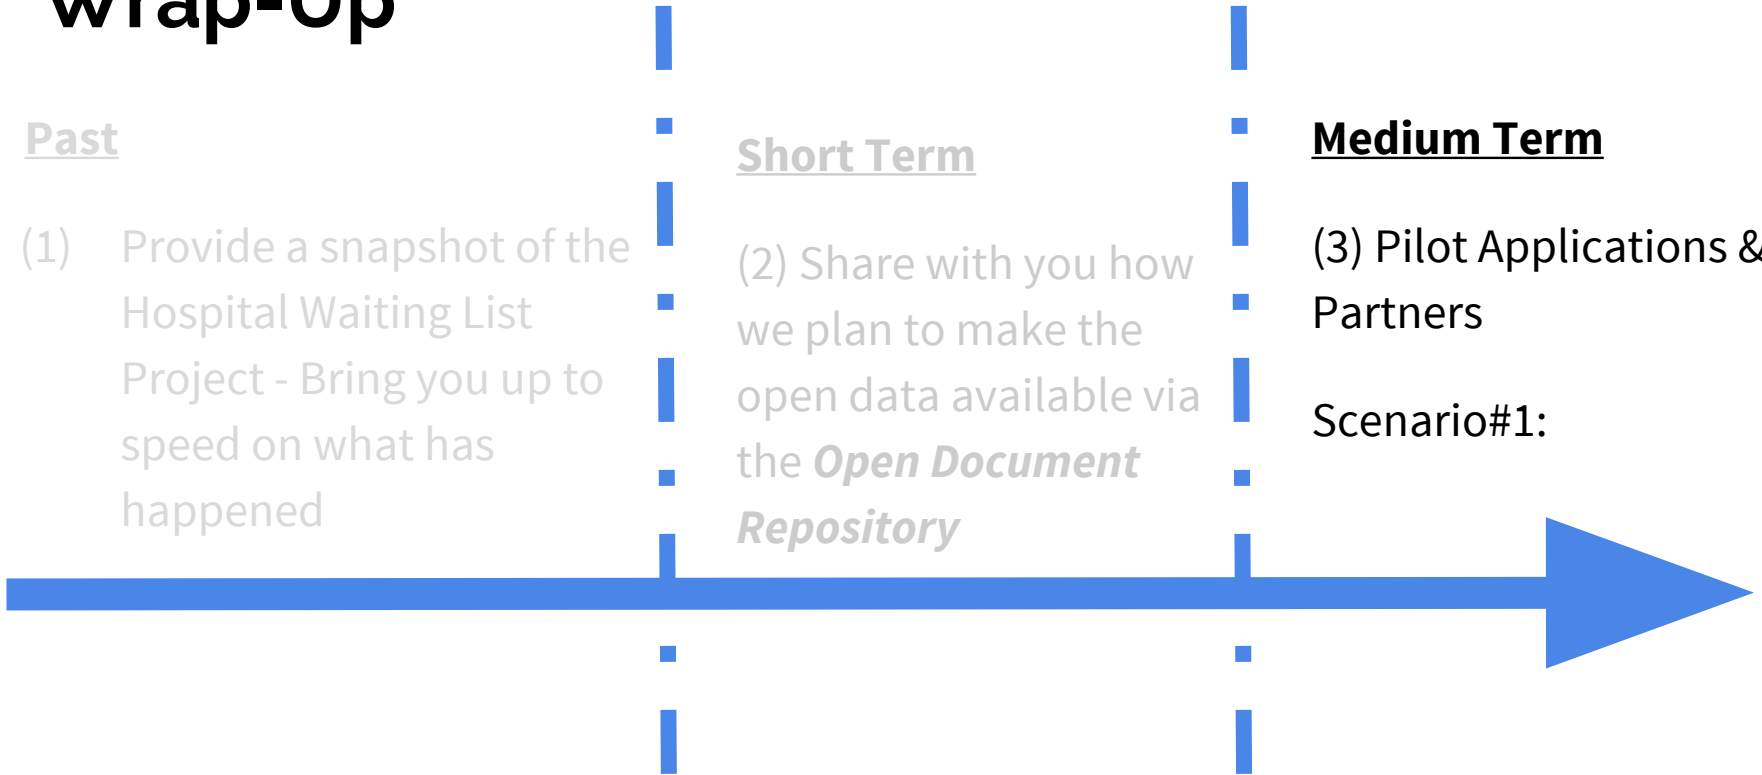 Wrap-Up
Past
(1) Provide a snapshot of the
Hospital Waiting List
Project - Bring you up to
speed on what has
happened
Short Term
(2) Share with you how
we plan to make the
open data available via
the Open Document
Repository
Medium Term
(3) Pilot Applications &
Partners
Scenario#1: